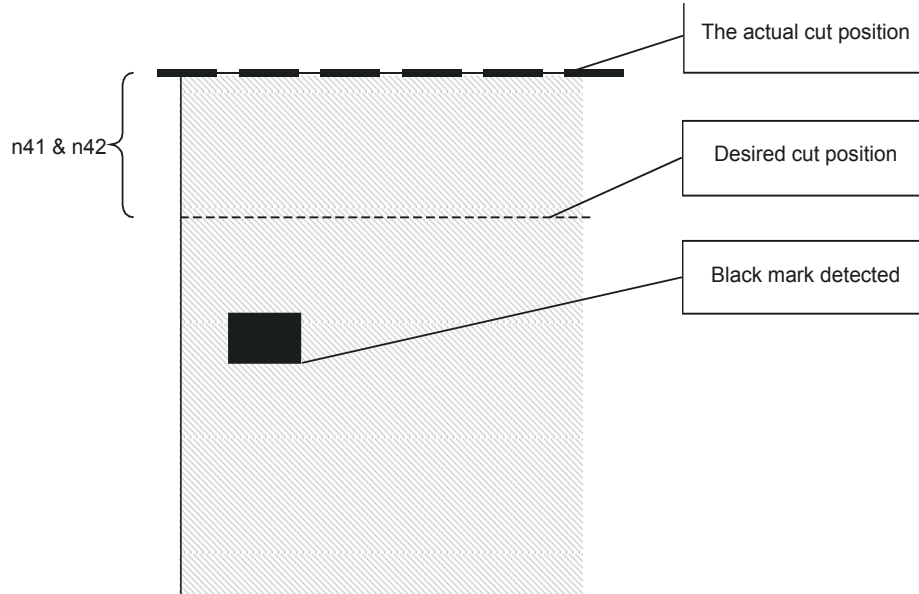 The actual cut position
n41 & n42
Desired cut position
Black mark detected